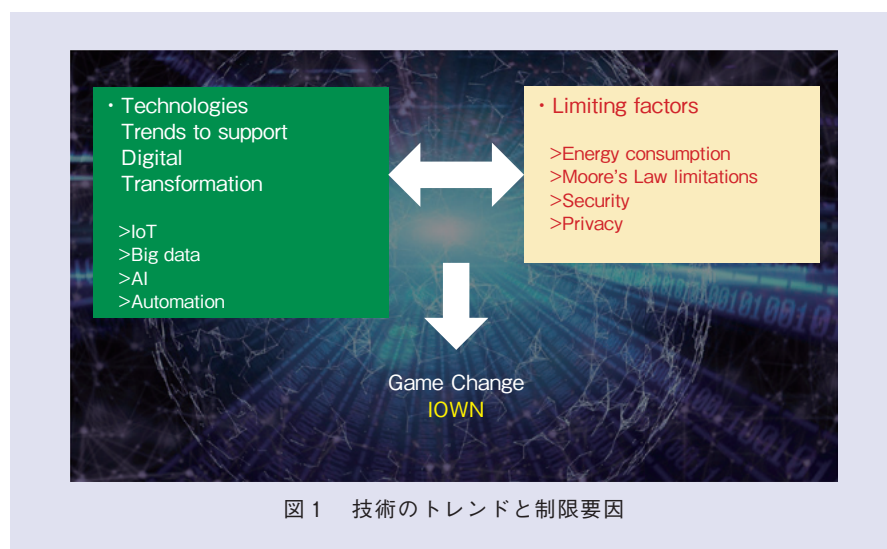 ・Technologies
Trends to support
Digital
Transformation
>IoT
>Big data
>AI
>Automation
・Limiting factors
>Energy consumption
>Moore's Law limitations
>Security
>Privacy
Game Change
IOWN
図1 技術のトレンドと制限要因